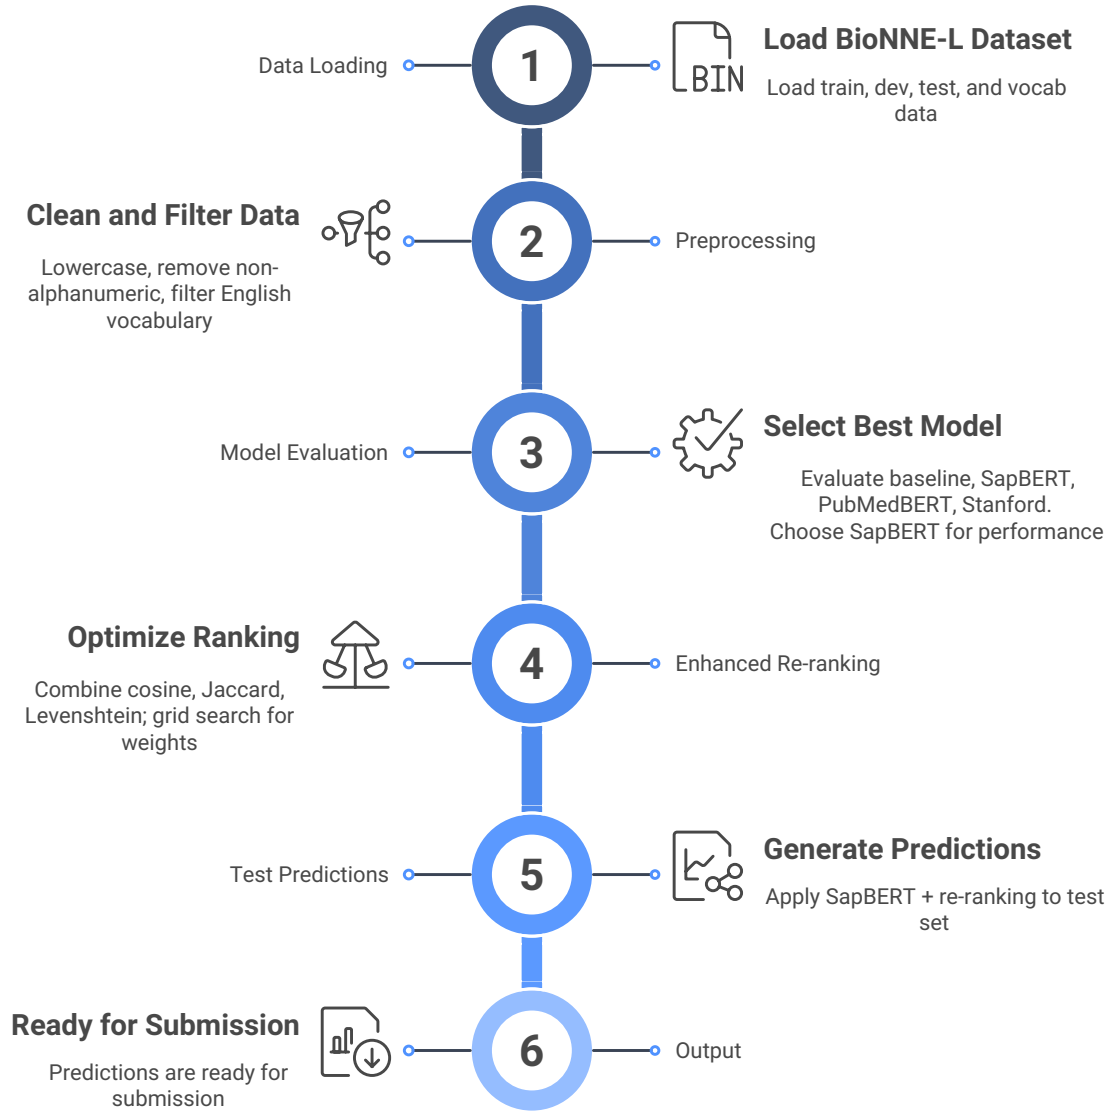 Data Loading
1
BIN
Load BioNNE-L Dataset
Load train, dev, test, and vocab
data
Clean and Filter Data
Lowercase, remove non-
alphanumeric, filter English
vocabulary
2
Preprocessing
Model Evaluation
3
Select Best Model
Evaluate baseline, SapBERT,
PubMedBERT, Stanford.
Choose SapBERT for performance
Optimize Ranking
Combine cosine, Jaccard,
Levenshtein; grid search for
weights
4
Enhanced Re-ranking
Test Predictions
5
Generate Predictions
Apply SapBERT + re-ranking to test
set
Ready for Submission
Predictions are ready for
submission
6
Output